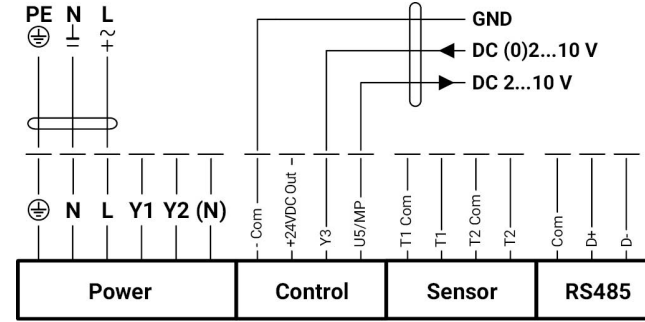 PE N L
GND
DC (0)2...10 V
DC 2...10 V
N L Y1 Y2 (N)
- Com
+24VDC Out
Y3
U5/MP
T1 Com
T1
T2 Com
T2
Com
D+
D-
Power
Control
Sensor
RS485